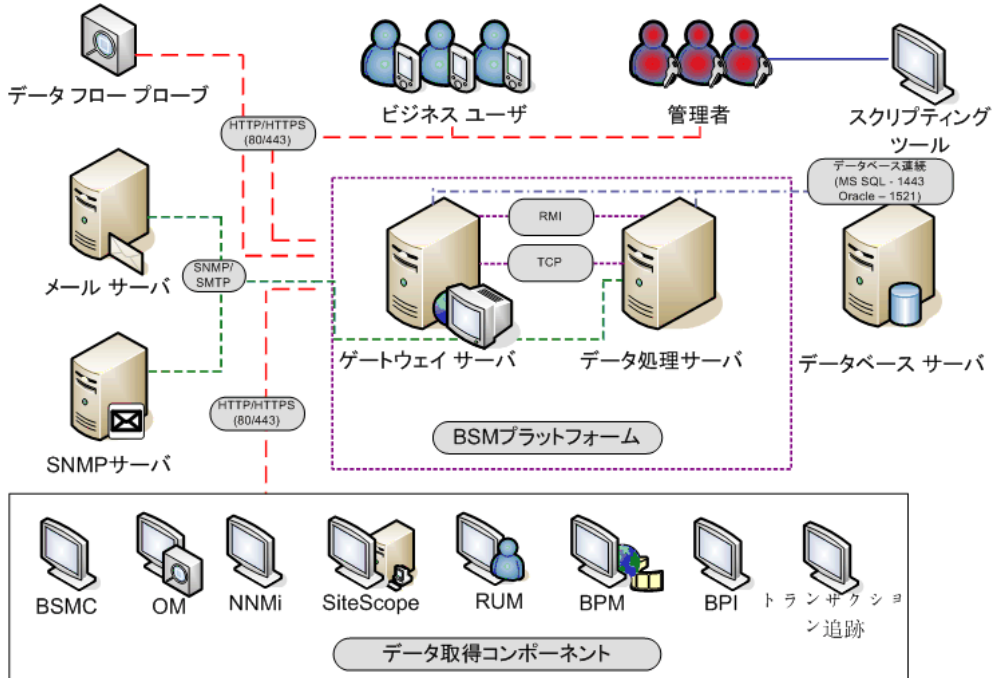 データ フロー プローブ
ビジネス ユーザ
管理者
スクリプティング
ツール
HTTP/HTTPS
(80/443)
データベース連続
(MS SQL - 1443
Oracle – 1521)
RMI
TCP
SNMP/
SMTP
メール サーバ
ゲートウェイ サーバ
データ処理サーバ
データベース サーバ
HTTP/HTTPS
(80/443)
BSMプラットフォーム
SNMPサーバ
BSMC
OM
NNMi
SiteScope
RUM
BPM
BPI
トランザクショ
ン追跡
データ取得コンポーネント